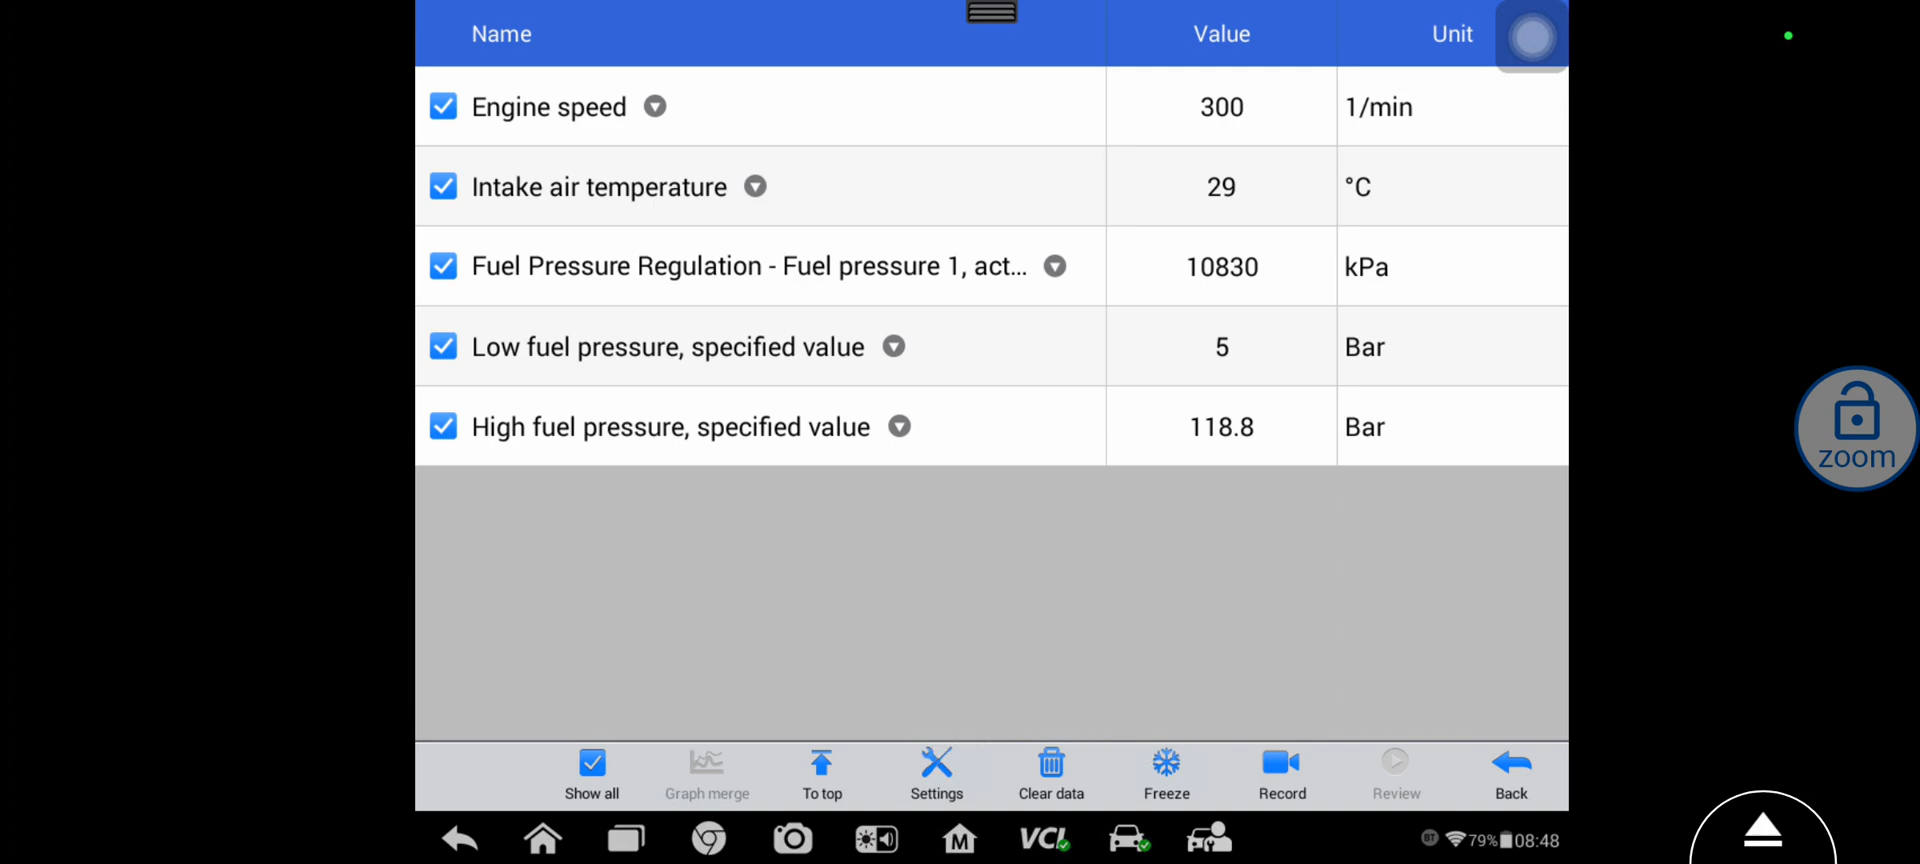 Name Value Unit
Engine speed 300 1/min
Intake air temperature 29 °C
Fuel Pressure Regulation - Fuel pressure 1, act... 10830 kPa
Low fuel pressure, specified value 5 Bar
High fuel pressure, specified value 118.8 Bar
zoom
Show all Graph merge To top Settings Clear data Freeze Record Review Back
M VCI BT 79% 08:48